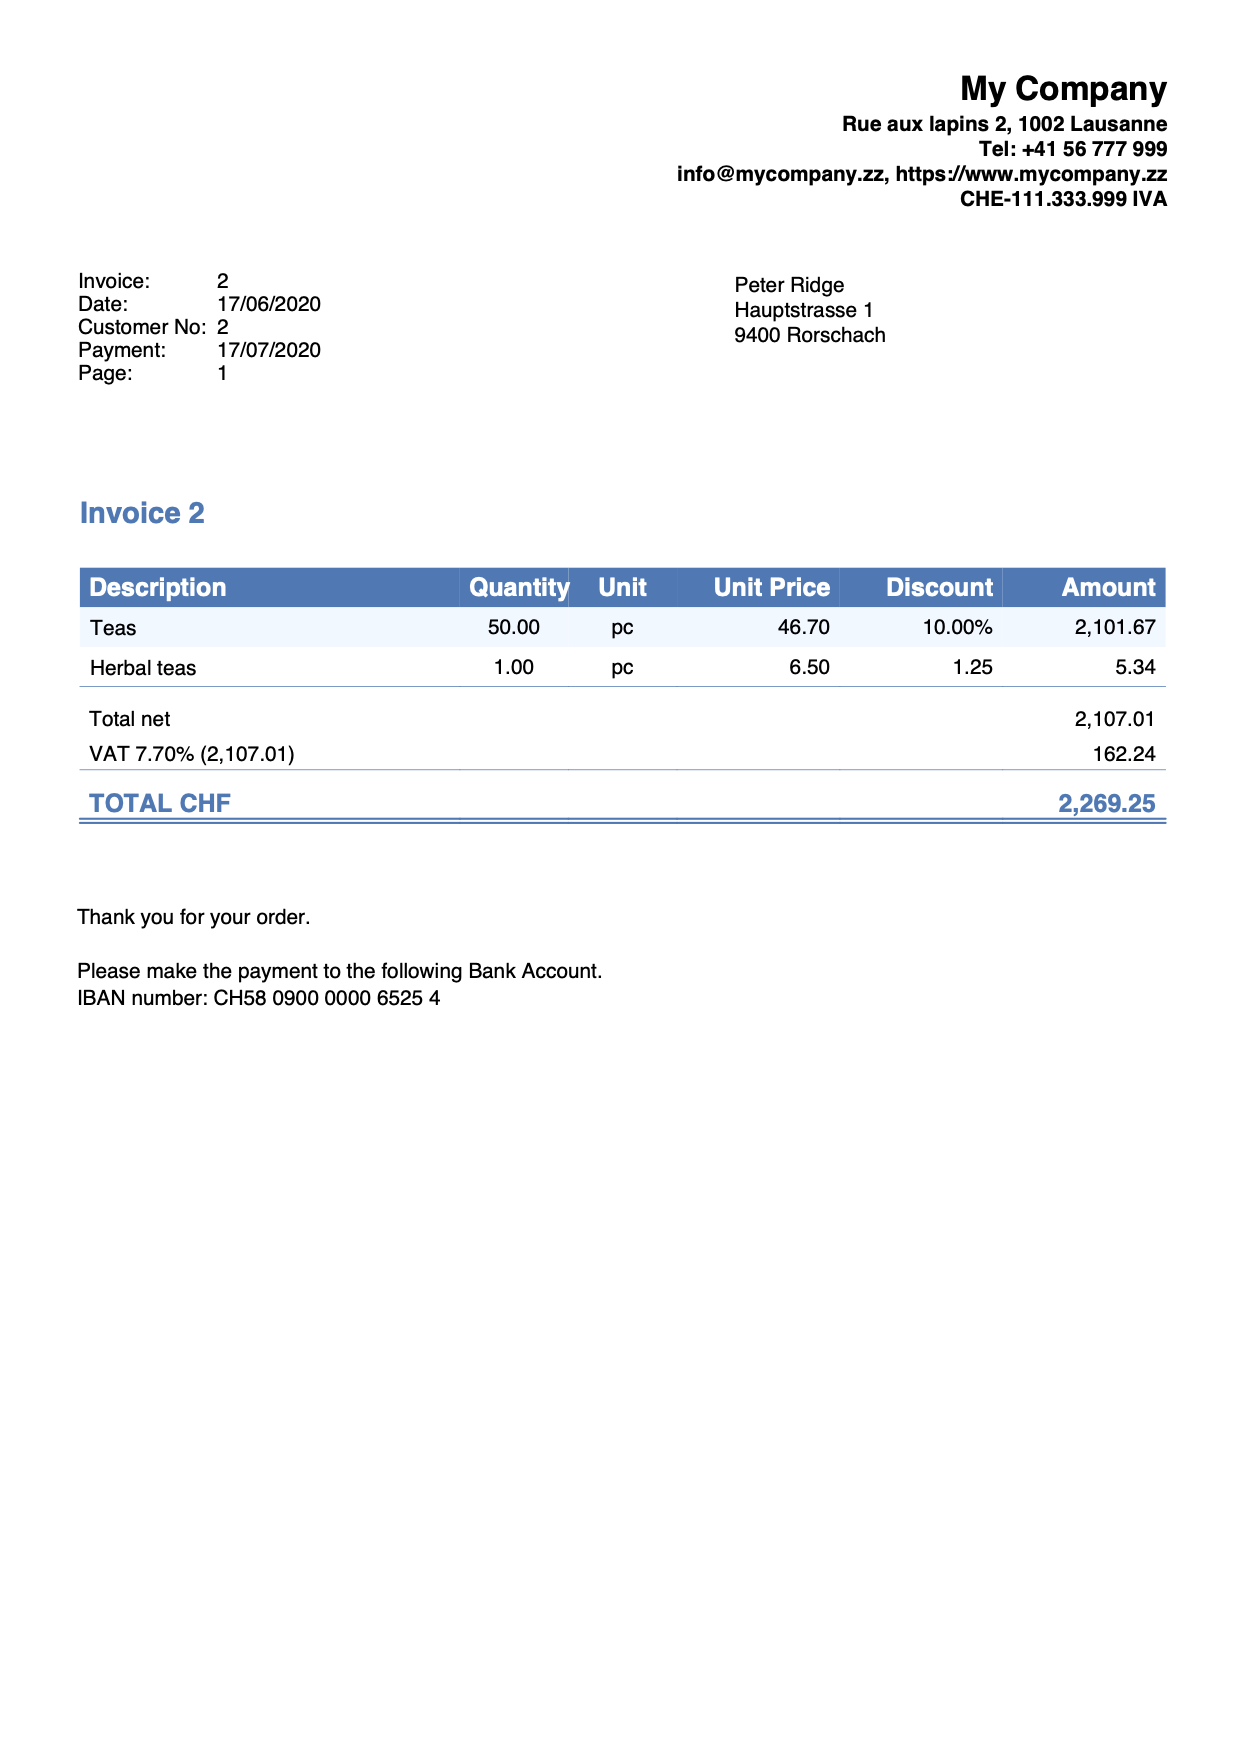 My Company
Rue aux lapins 2, 1002 Lausanne
Tel: +41 56 777 999
info@mycompany.zz, https://www.mycompany.zz
CHE-111.333.999 IVA
Invoice: 2
Date: 17/06/2020
Customer No: 2
Payment: 17/07/2020
Page: 1
Peter Ridge
Hauptstrasse 1
9400 Rorschach
Invoice 2
Description Quantity Unit Unit Price Discount Amount
Teas 50.00 pc 46.70 10.00% 2,101.67
Herbal teas 1.00 pc 6.50 1.25 5.34
Total net 2,107.01
VAT 7.70% (2,107.01) 162.24
TOTAL CHF 2,269.25
Thank you for your order.
Please make the payment to the following Bank Account.
IBAN number: CH58 0900 0000 6525 4